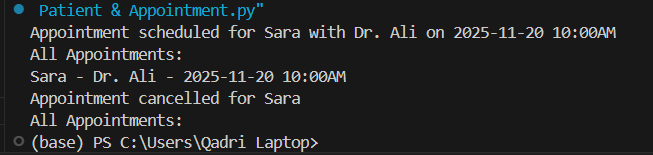 Patient & Appointment.py"
Appointment scheduled for Sara with Dr. Ali on 2025-11-20 10:00AM
All Appointments:
Sara - Dr. Ali - 2025-11-20 10:00AM
Appointment cancelled for Sara
All Appointments:
(base) PS C:\Users\Qadri Laptop>